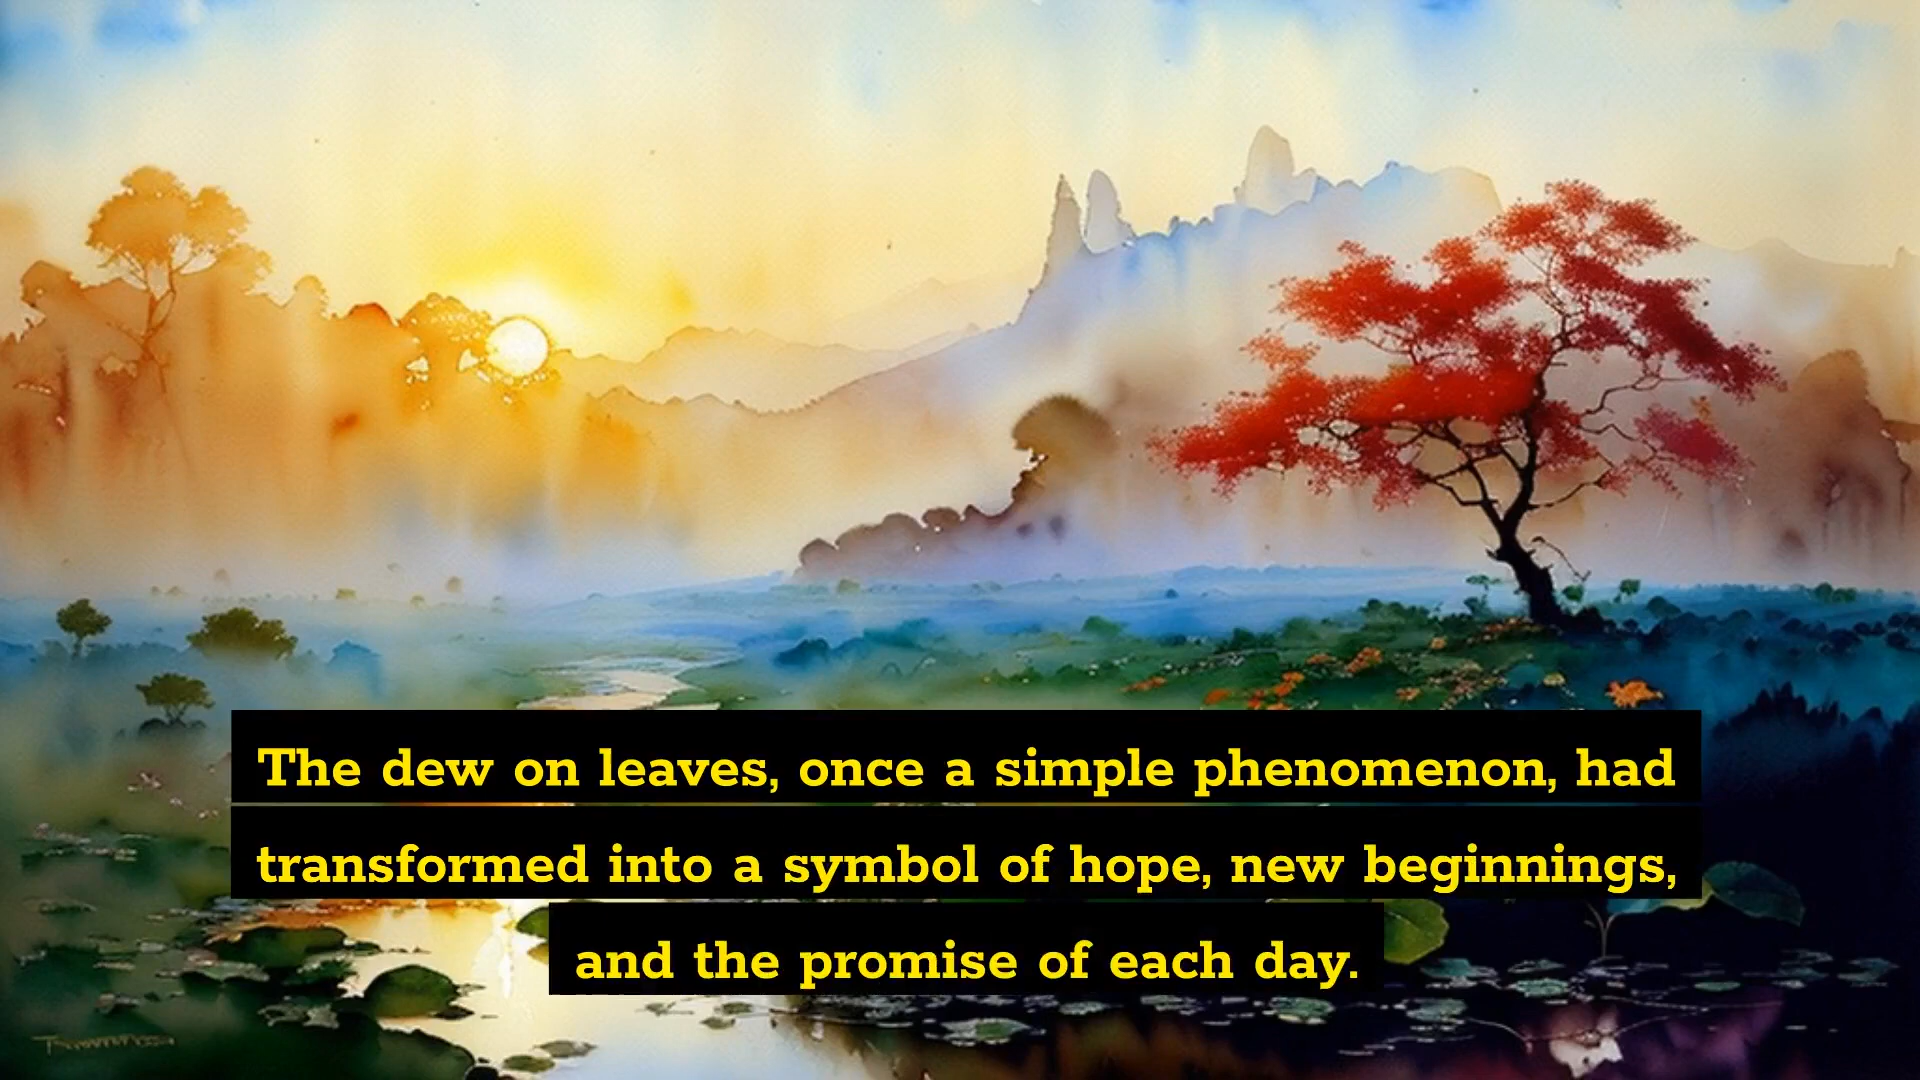 The dew on leaves, once a simple phenomenon, had
transformed into a symbol of hope, new beginnings,
and the promise of each day.